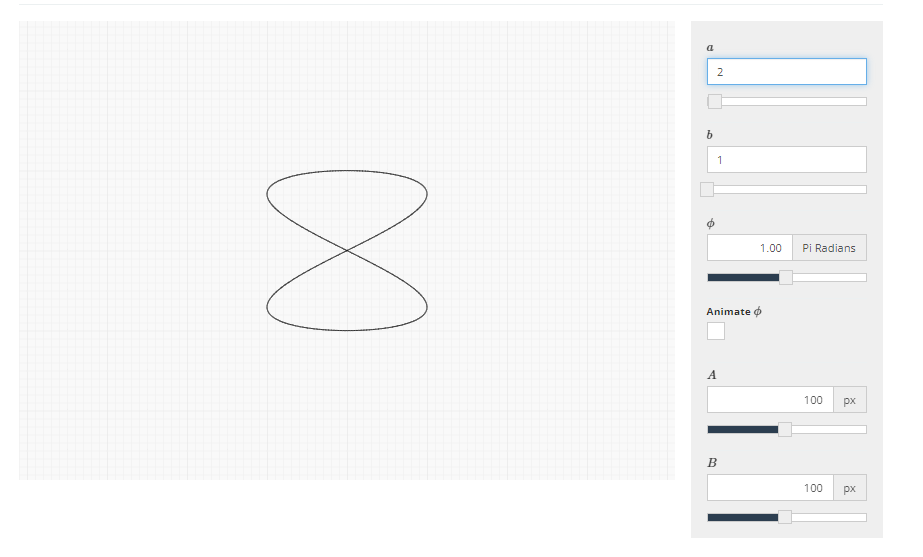 a
2
b
1
ϕ
1.00 Pi Radians
Animate ϕ
A
100 px
B
100 px